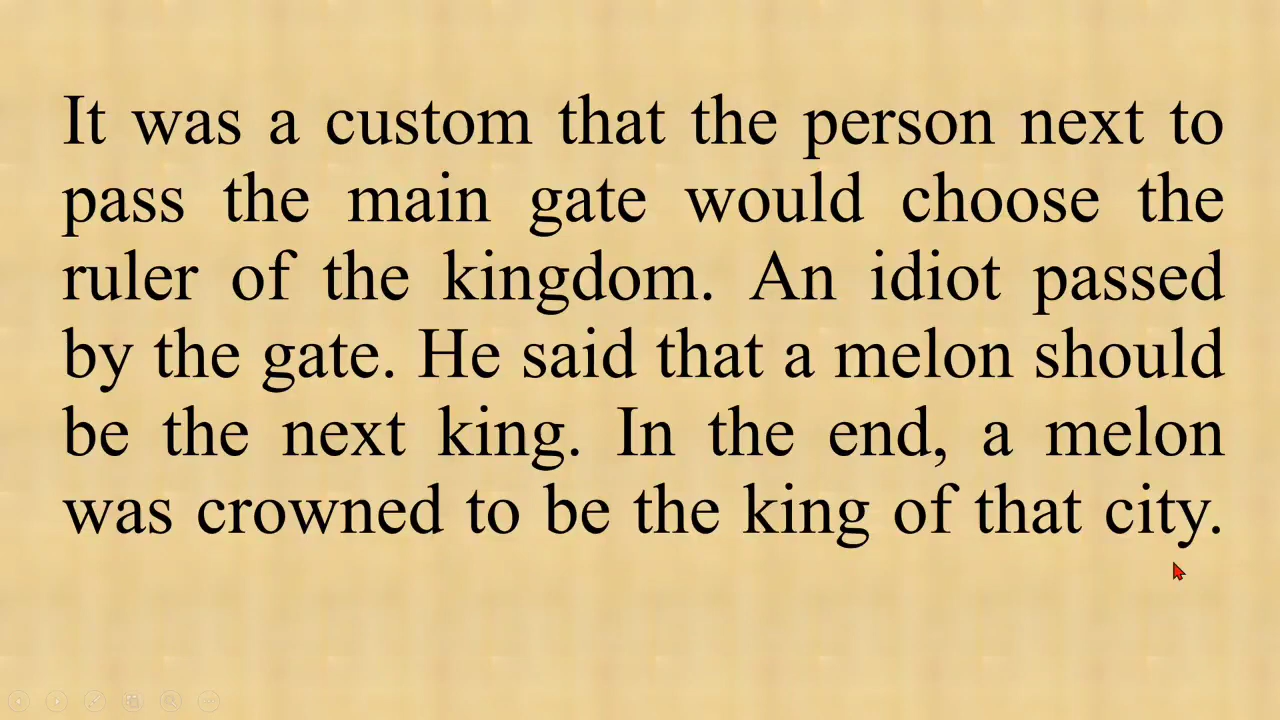 It was a custom that the person next to
pass the main gate would choose the
ruler of the kingdom. An idiot passed
by the gate. He said that a melon should
be the next king. In the end, a melon
was crowned to be the king of that city.